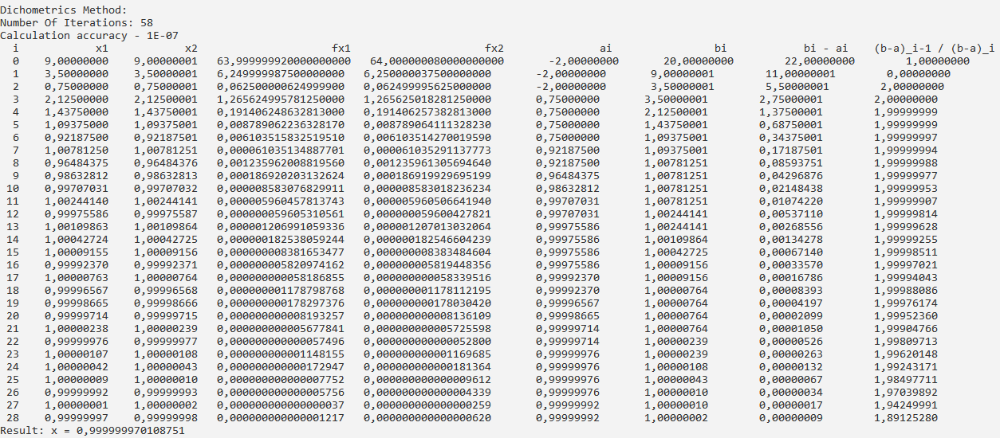 Dichometrics Method:
Number Of Iterations: 58
Calculation accuracy - 1E-07
i x1 x2 fx1 fx2 ai bi bi - ai (b-a)_i-1 / (b-a)_i
0 9,00000000 9,00000001 63,999999920000000000 64,000000080000000000 -2,00000000 20,00000000 22,00000000 1,00000000
1 3,50000000 3,50000001 6,249999987500000000 6,250000037500000000 -2,00000000 9,00000001 11,00000001 0,00000000
2 0,75000000 0,75000001 0,062500000624999900 0,062499995625000000 -2,00000000 3,50000001 5,50000001 2,00000000
3 2,12500000 2,12500001 1,265624995781250000 1,265625018281250000 0,75000000 3,50000001 2,75000001 2,00000000
4 1,43750000 1,43750001 0,191406248632813000 0,191406257382813000 0,75000000 2,12500001 1,37500001 1,99999999
5 1,09375000 1,09375001 0,008789062236328170 0,008789064111328230 0,75000000 1,43750001 0,68750001 1,99999999
6 0,92187500 0,92187501 0,006103515832519510 0,006103514270019590 0,75000000 1,09375001 0,34375001 1,99999997
7 1,00781250 1,00781251 0,000061035134887701 0,000061035291137773 0,92187500 1,09375001 0,17187501 1,99999994
8 0,96484375 0,96484376 0,001235962008819560 0,001235961305694640 0,92187500 1,00781251 0,08593751 1,99999988
9 0,98632812 0,98632813 0,000186920203132624 0,000186919929695199 0,96484375 1,00781251 0,04296876 1,99999977
10 0,99707031 0,99707032 0,000008583076829911 0,000008583018236234 0,98632812 1,00781251 0,02148438 1,99999953
11 1,00244140 1,00244141 0,000005960457813743 0,000005960506641940 0,99707031 1,00781251 0,01074220 1,99999907
12 0,99975586 0,99975587 0,000000059605310561 0,000000059600427821 0,99707031 1,00244141 0,00537110 1,99999814
13 1,00109863 1,00109864 0,000001206991059336 0,000001207013032064 0,99975586 1,00244141 0,00268556 1,99999628
14 1,00042724 1,00042725 0,000000182538059244 0,000000182546604239 0,99975586 1,00109864 0,00134278 1,99999255
15 1,00009155 1,00009156 0,000000008381653477 0,000000008383484604 0,99975586 1,00042725 0,00067140 1,99998511
16 0,99992370 0,99992371 0,000000005820974162 0,000000005819448356 0,99975586 1,00009156 0,00033570 1,99997021
17 1,00000763 1,00000764 0,000000000058186855 0,000000000058339516 0,99992370 1,00009156 0,00016786 1,99994043
18 0,99996567 0,99996568 0,000000001178798768 0,000000001178112195 0,99992370 1,00000764 0,00008393 1,99988086
19 0,99998665 0,99998666 0,000000000178297376 0,000000000178030420 0,99996567 1,00000764 0,00004197 1,99976174
20 0,99999714 0,99999715 0,000000000008193257 0,000000000008136109 0,99998665 1,00000764 0,00002099 1,99952360
21 1,00000238 1,00000239 0,000000000005677841 0,000000000005725598 0,99999714 1,00000764 0,00001050 1,99904766
22 0,99999976 0,99999977 0,000000000000057496 0,000000000000052800 0,99999714 1,00000239 0,00000526 1,99809713
23 1,00000107 1,00000108 0,000000000001148155 0,000000000001169685 0,99999976 1,00000239 0,00000263 1,99620148
24 1,00000042 1,00000043 0,000000000000172947 0,000000000000181364 0,99999976 1,00000108 0,00000132 1,99243171
25 1,00000009 1,00000010 0,000000000000007752 0,000000000000009612 0,99999976 1,00000043 0,00000067 1,98497711
26 0,99999992 0,99999993 0,000000000000005756 0,000000000000004339 0,99999976 1,00000010 0,00000034 1,97039892
27 1,00000001 1,00000002 0,000000000000000037 0,000000000000000259 0,99999992 1,00000010 0,00000017 1,94249991
28 0,99999997 0,99999998 0,000000000000001217 0,000000000000000620 0,99999992 1,00000002 0,00000009 1,89125280
Result: x = 0,999999970108751